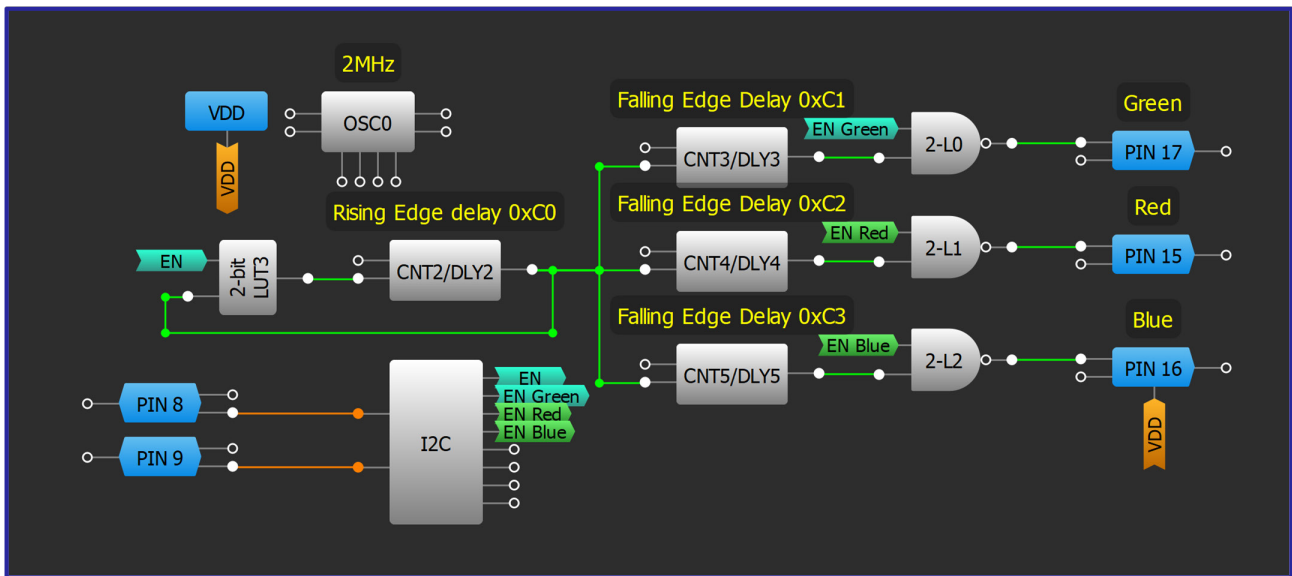 2MHz
VDD
OSC0
VDD
Rising Edge delay 0xC0
EN
2-bit
LUT3
CNT2/DLY2
Falling Edge Delay 0xC1
CNT3/DLY3
EN Green
2-L0
Green
PIN 17
Falling Edge Delay 0xC2
CNT4/DLY4
EN Red
2-L1
Red
PIN 15
Falling Edge Delay 0xC3
CNT5/DLY5
EN Blue
2-L2
Blue
PIN 16
VDD
PIN 8
PIN 9
I2C
EN
EN Green
EN Red
EN Blue